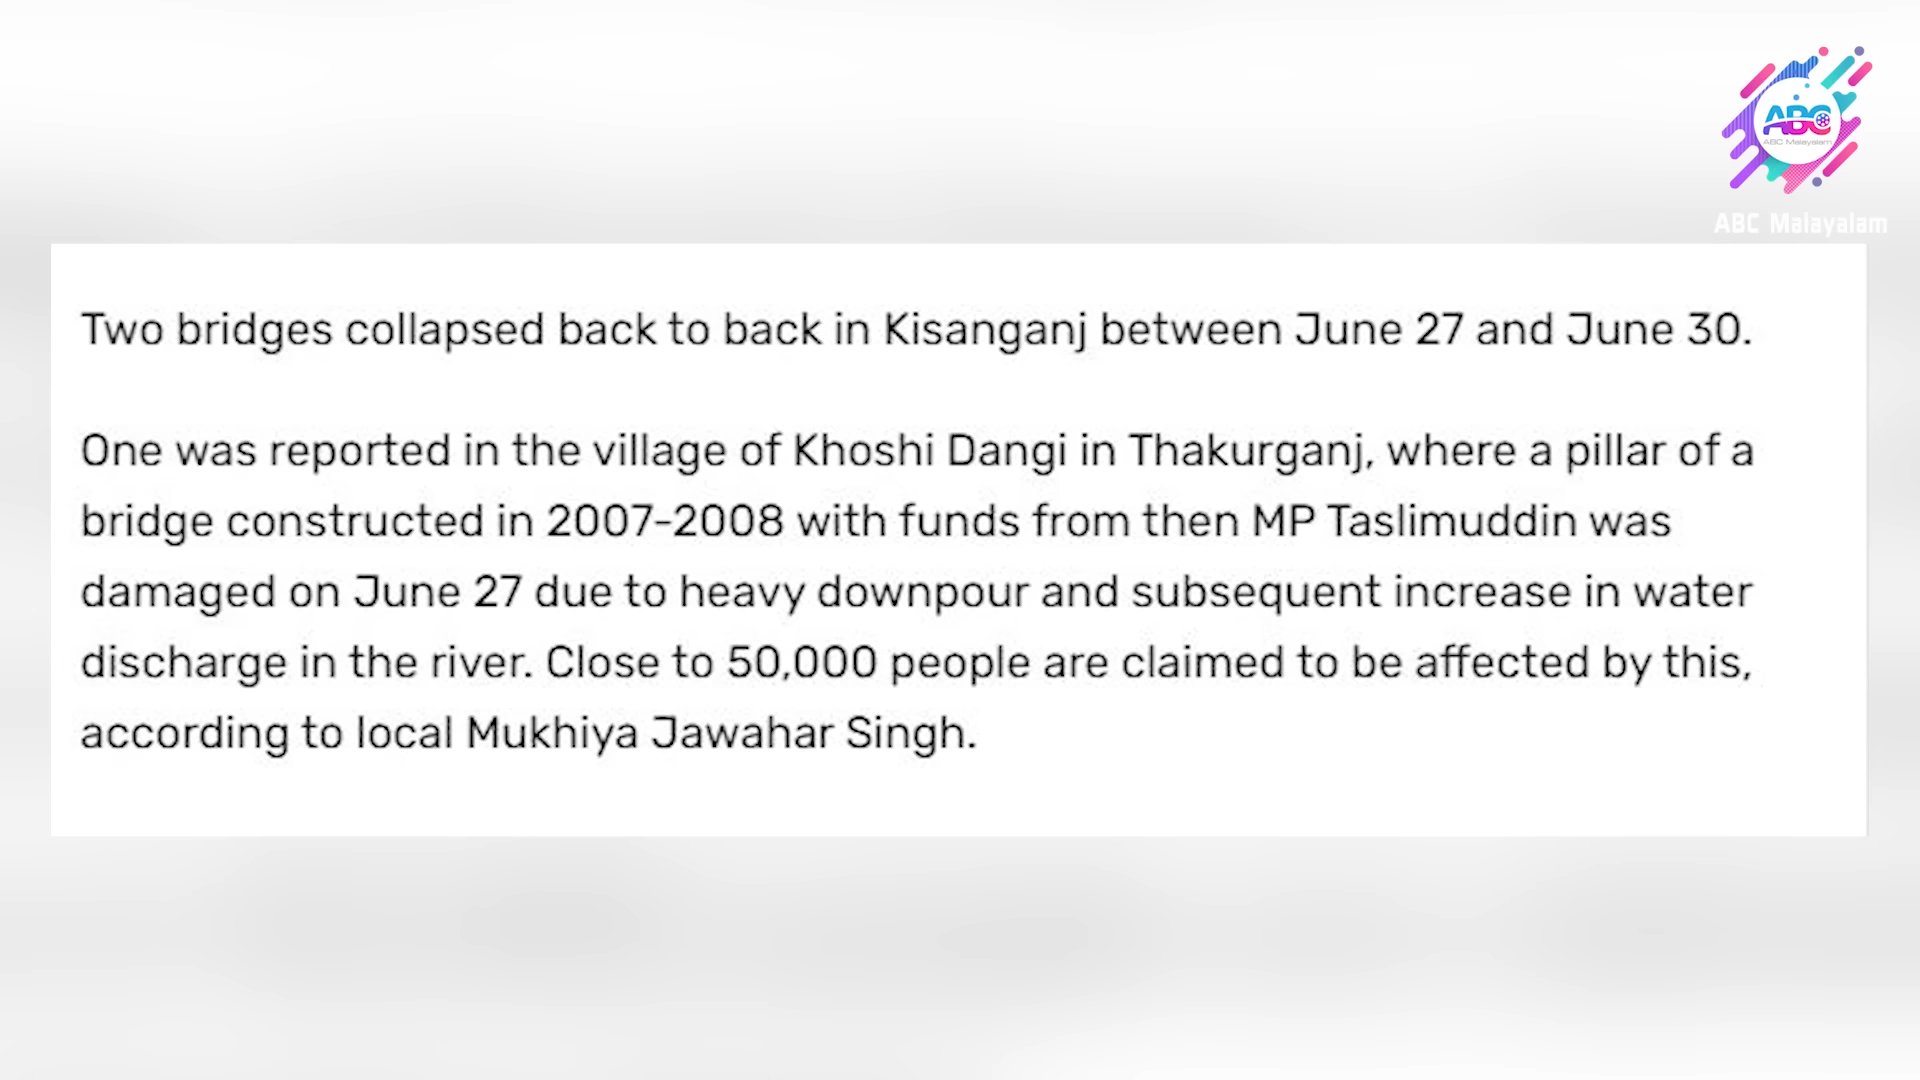 ABC
ABC Malayalam
ABC Malayalam
Two bridges collapsed back to back in Kisanganj between June 27 and June 30.
One was reported in the village of Khoshi Dangi in Thakurganj, where a pillar of a
bridge constructed in 2007-2008 with funds from then MP Taslimuddin was
damaged on June 27 due to heavy downpour and subsequent increase in water
discharge in the river. Close to 50,000 people are claimed to be affected by this,
according to local Mukhiya Jawahar Singh.